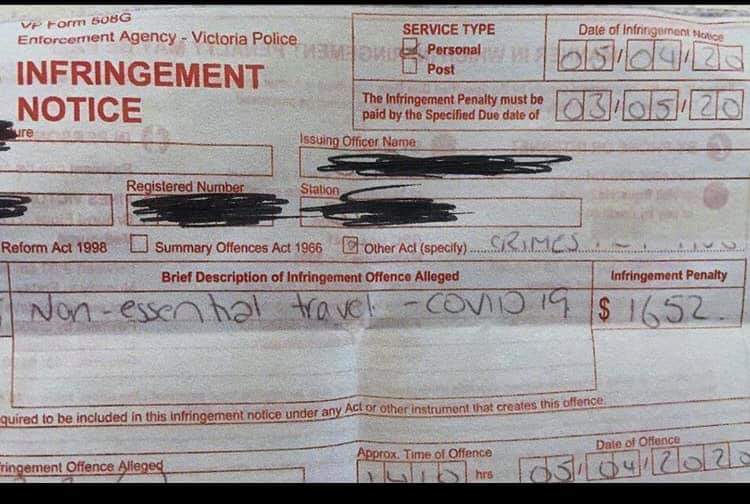 VP Form 508G
Enforcement Agency - Victoria Police
INFRINGEMENT
NOTICE
SERVICE TYPE
Personal
Post
Date of Infringement Notice
05/04/20
The Infringement Penalty must be
paid by the Specified Due date of
03/05/20
ure
Issuing Officer Name
Registered Number
Station
Reform Act 1998
Summary Offences Act 1966
Other Act (specify)
CRIMES
Brief Description of Infringement Offence Alleged
Infringement Penalty
Non-essential travel - COVID 19
$ 1652.
quired to be included in this infringement notice under any Act or other instrument that creates this offence.
ringement Offence Alleged
Approx. Time of Offence
1410 hrs
Date of Offence
05/04/2020